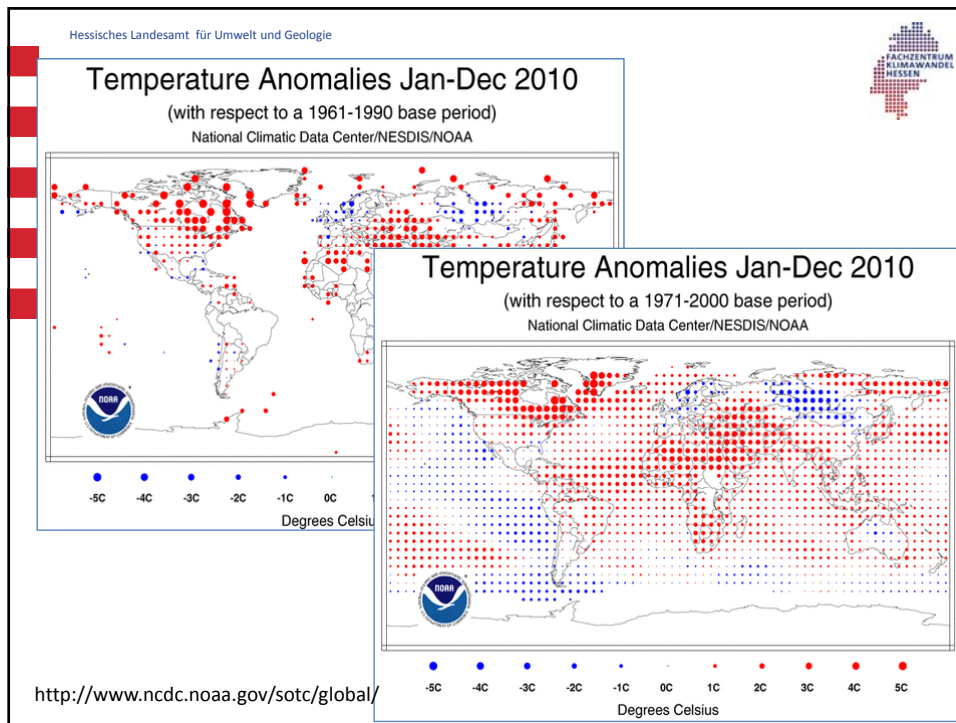 Hessisches Landesamt für Umwelt und Geologie
FACHZENTRUM
KLIMAWANDEL
HESSEN
Temperature Anomalies Jan-Dec 2010
(with respect to a 1961-1990 base period)
National Climatic Data Center/NESDIS/NOAA
NOAA
-5C -4C -3C -2C -1C 0C
Degrees Celsiu
Temperature Anomalies Jan-Dec 2010
(with respect to a 1971-2000 base period)
National Climatic Data Center/NESDIS/NOAA
NOAA
-5C -4C -3C -2C -1C 0C 1C 2C 3C 4C 5C
Degrees Celsius
http://www.ncdc.noaa.gov/sotc/global/